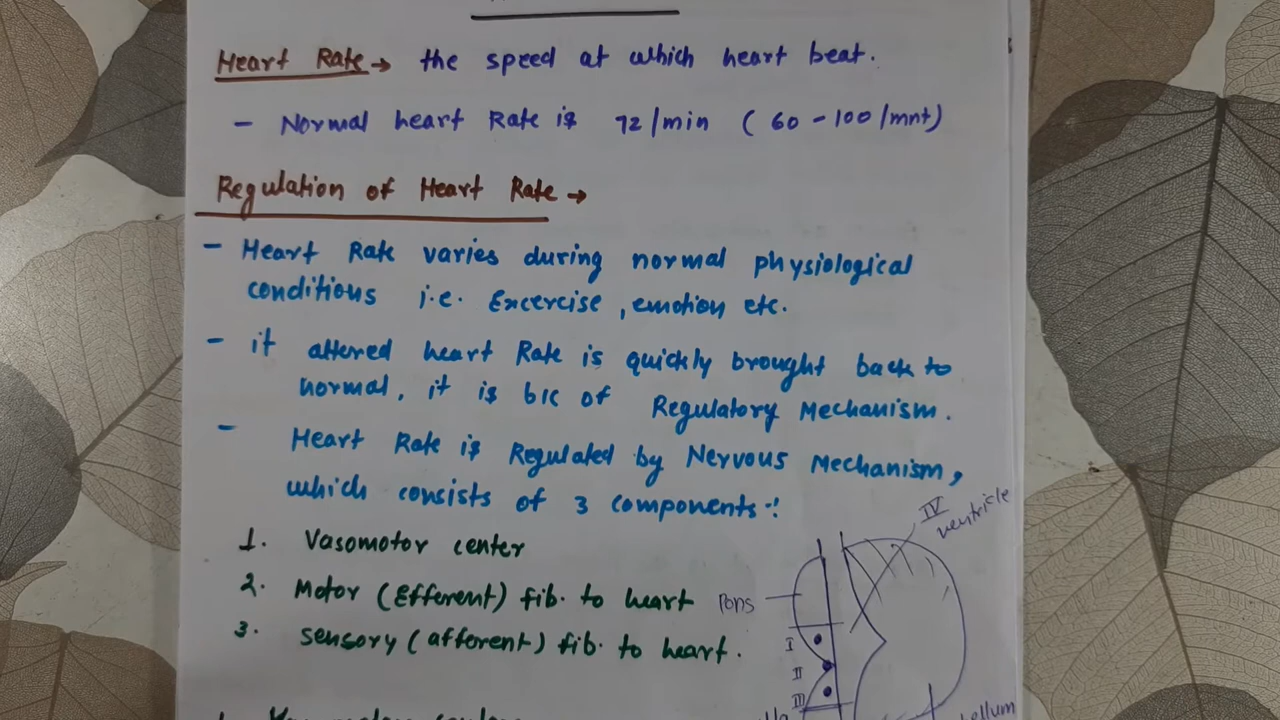 Heart Rate → the speed at which heart beat.
- Normal heart Rate is 72/min (60-100/mnt)
Regulation of Heart Rate →
- Heart Rate varies during normal physiological
conditions i.e. Excercise, emotion etc.
- if altered heart Rate is quickly brought back to
normal, it is b/c of Regulatory Mechanism.
- Heart Rate is Regulated by Nervous Mechanism,
which consists of 3 components :-
1. Vasomotor center
2. Motor (Efferent) fib. to heart
3. sensory (afferent) fib. to heart.
IV
ventricle
Pons
I
II
III